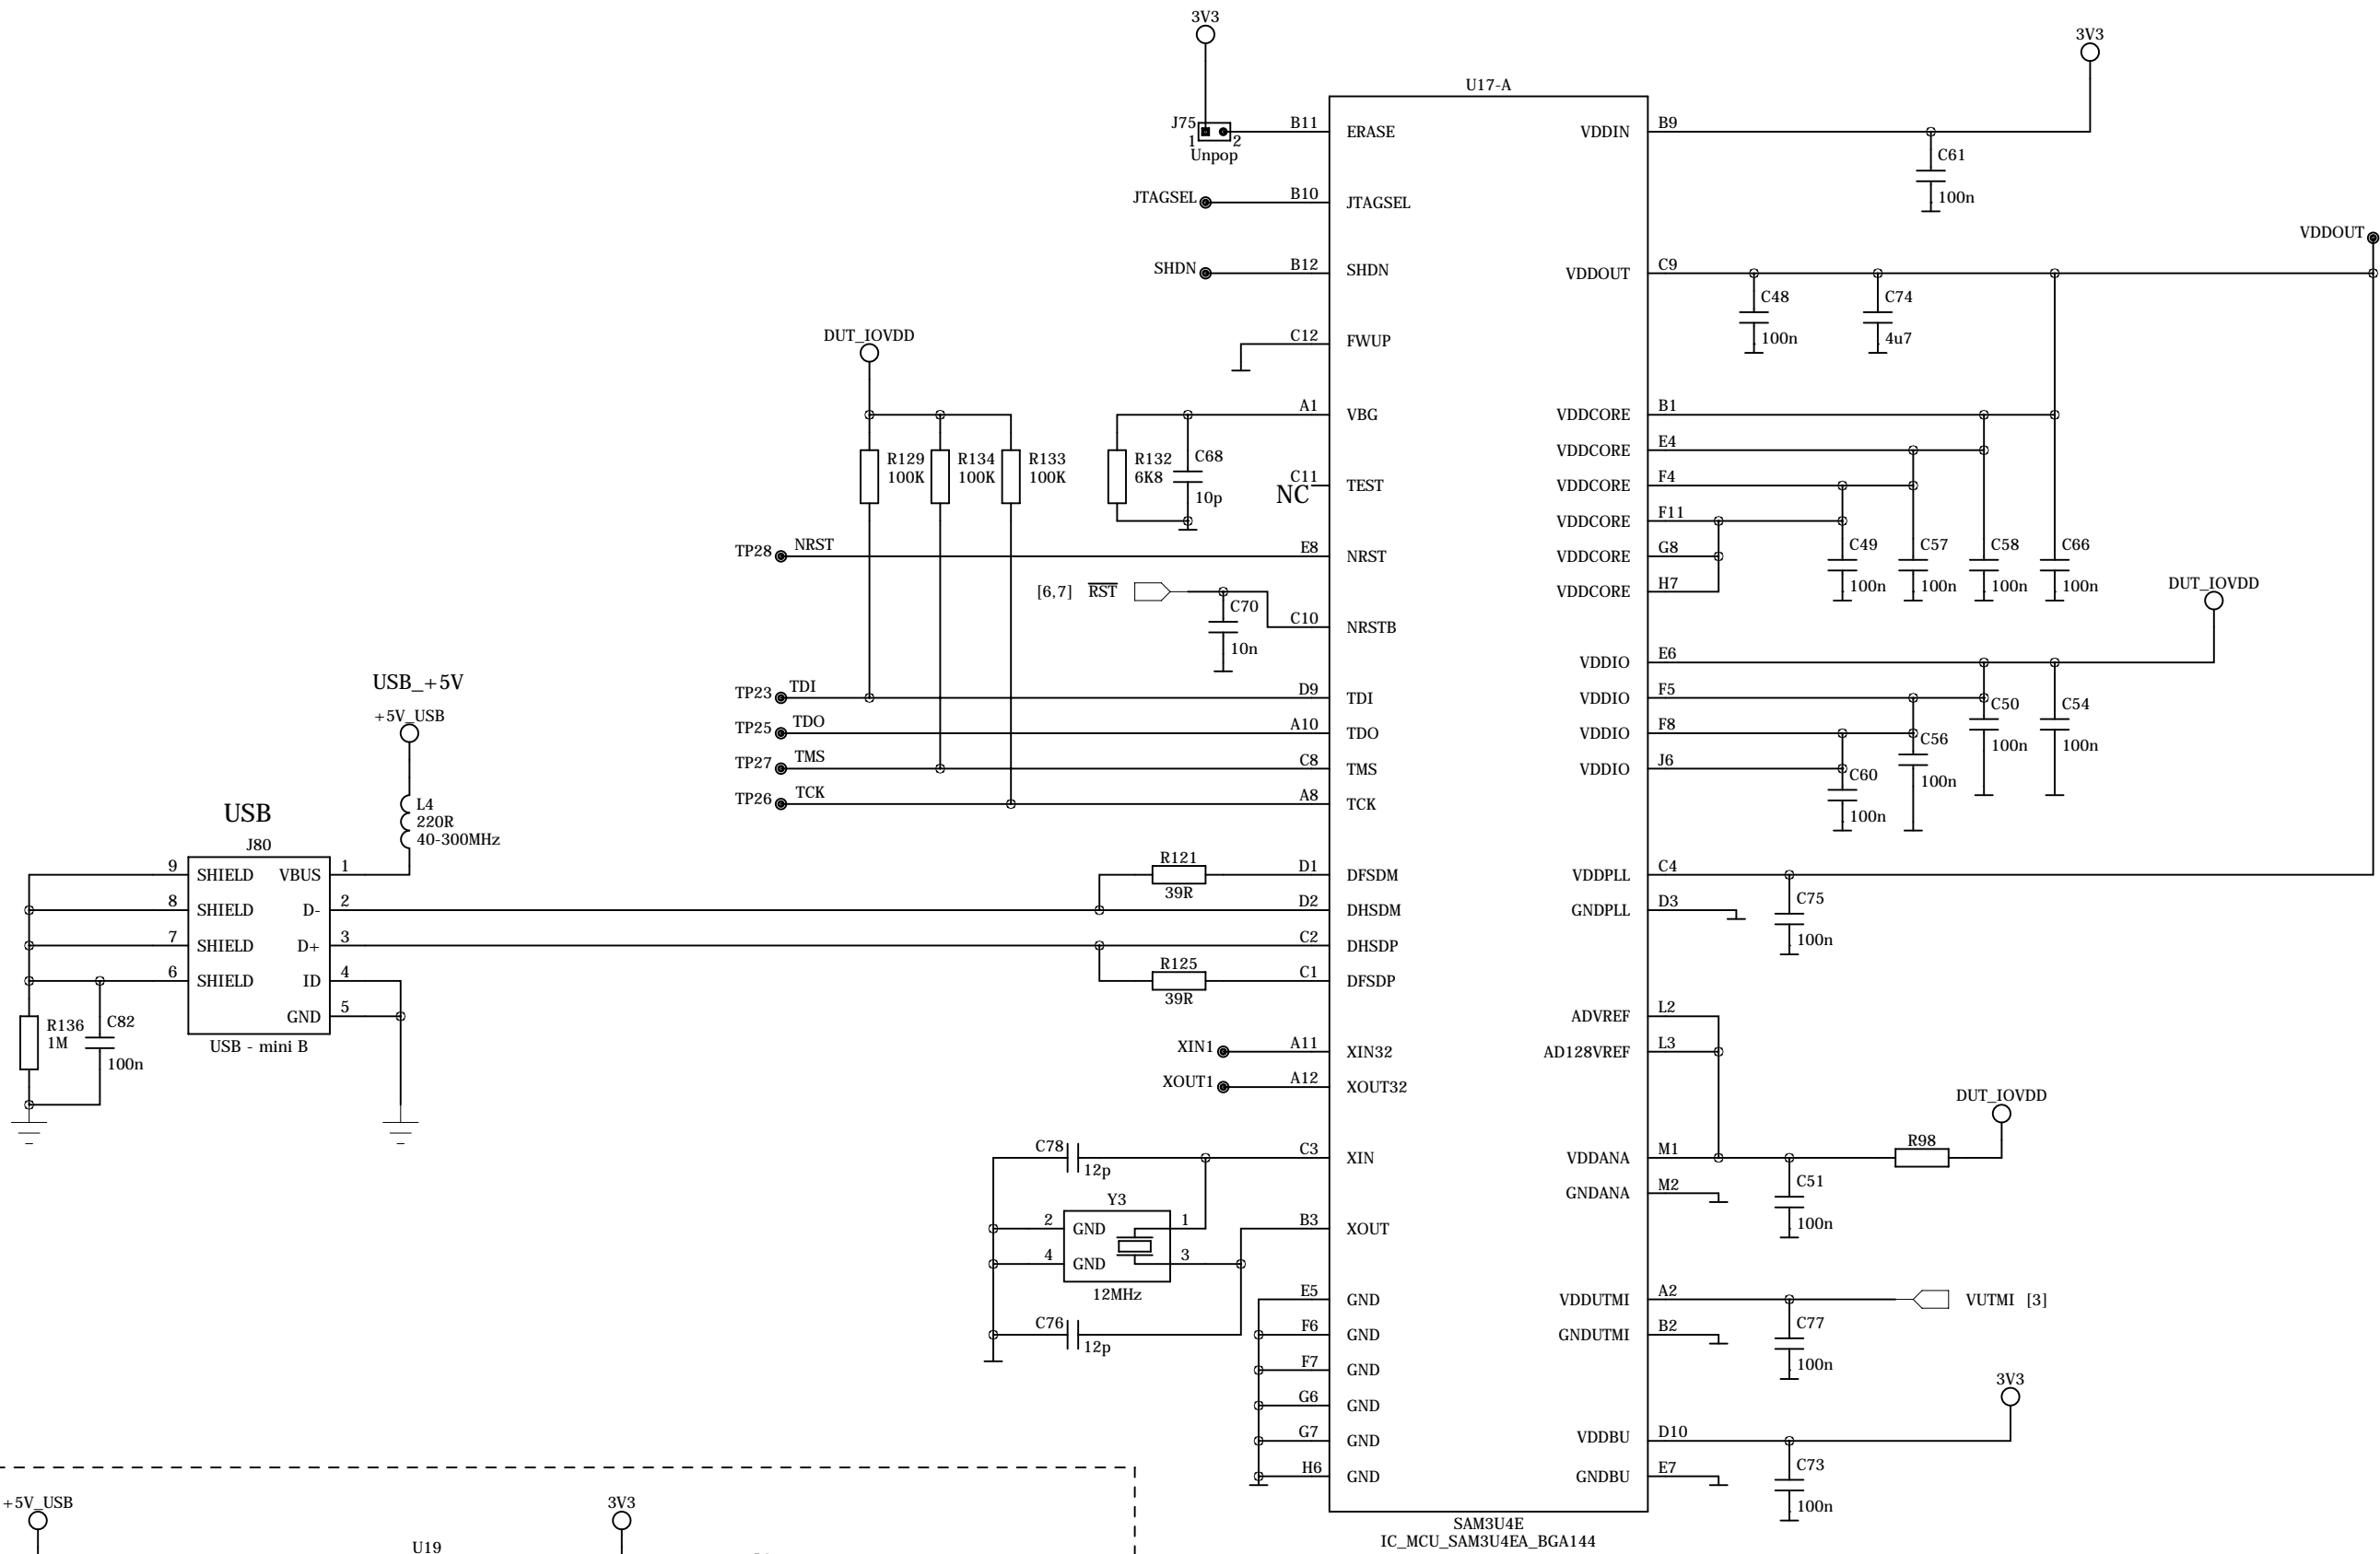 3V3
3V3
U17-A
J75
1
2
Unpop
B11
ERASE
VDDIN
B9
C61
100n
JTAGSEL
B10
JTAGSEL
VDDOUT
SHDN
B12
SHDN
VDDOUT
C9
C48
100n
C74
4u7
DUT_IOVDD
C12
FWUP
A1
VBG
VDDCORE
B1
R129
100K
R134
100K
R133
100K
R132
6K8
C68
10p
VDDCORE
E4
NC
C11
TEST
VDDCORE
F4
VDDCORE
F11
TP28
NRST
E8
NRST
VDDCORE
G8
C49
100n
C57
100n
C58
100n
C66
100n
[6,7]
RST
C70
10n
VDDCORE
H7
DUT_IOVDD
C10
NRSTB
VDDIO
E6
USB_+5V
+5V_USB
TP23
TDI
D9
TDI
VDDIO
F5
C50
100n
C54
100n
TP25
TDO
A10
TDO
VDDIO
F8
C56
100n
TP27
TMS
C8
TMS
VDDIO
J6
C60
100n
TP26
TCK
A8
TCK
L4
220R
40-300MHz
USB
J80
9
SHIELD
VBUS
1
R121
39R
D1
DFSDM
VDDPLL
C4
C75
100n
8
SHIELD
D-
2
D2
DHSDM
GNDPLL
D3
7
SHIELD
D+
3
C2
DHSDP
6
SHIELD
ID
4
R125
39R
C1
DFSDP
GND
5
R136
1M
C82
100n
USB - mini B
ADVREF
L2
XIN1
A11
XIN32
AD128VREF
L3
XOUT1
A12
XOUT32
DUT_IOVDD
C78
12p
C3
XIN
VDDANA
M1
R98
GNDANA
M2
C51
100n
Y3
2
GND
1
4
GND
3
12MHz
B3
XOUT
E5
GND
VDDUTMI
A2
VUTMI [3]
C76
12p
F6
GND
GNDUTMI
B2
C77
100n
F7
GND
G6
GND
3V3
G7
GND
VDDBU
D10
H6
GND
GNDBU
E7
C73
100n
SAM3U4E
IC_MCU_SAM3U4EA_BGA144
+5V_USB
3V3
U19